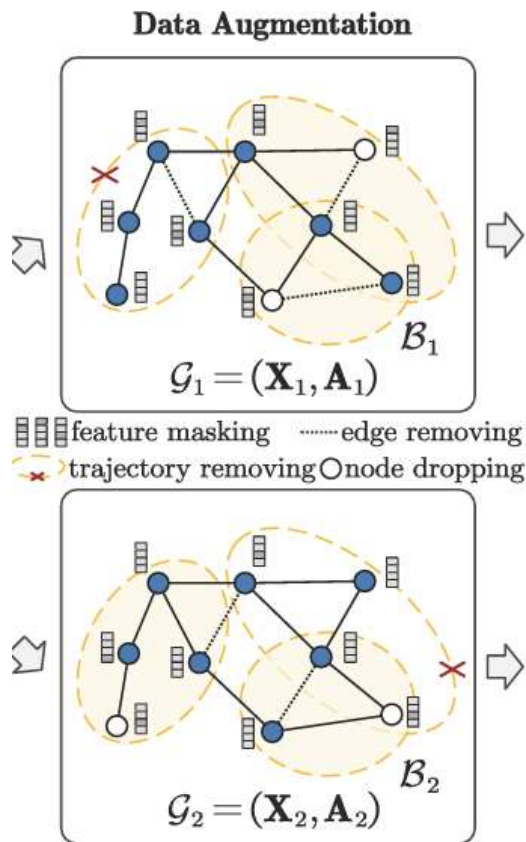 Data Augmentation
ℬ₁
𝒢₁ = (𝐗₁, 𝐀₁)
feature masking edge removing
trajectory removing node dropping
ℬ₂
𝒢₂ = (𝐗₂, 𝐀₂)